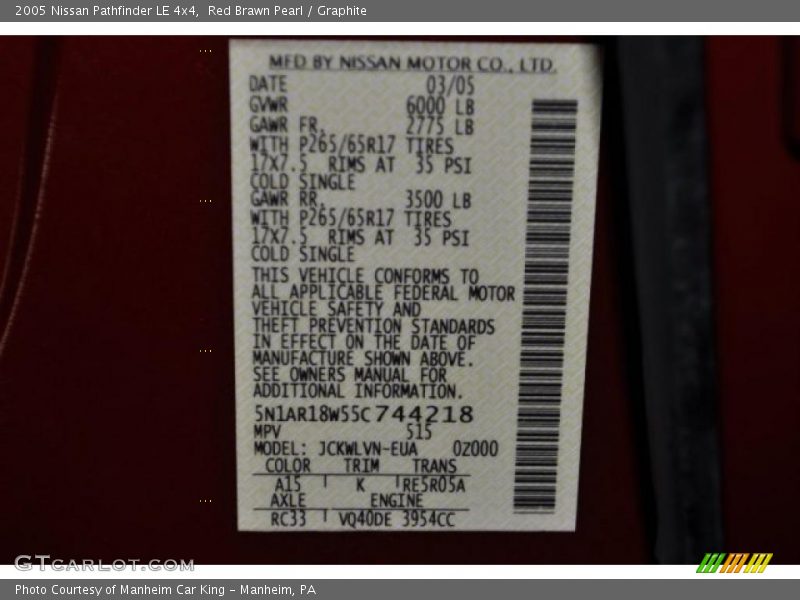 2005 Nissan Pathfinder LE 4x4, Red Brawn Pearl / Graphite
MFD BY NISSAN MOTOR CO., LTD.
DATE 03/05
GVWR 6000 LB
GAWR FR. 2775 LB
WITH P265/65R17 TIRES
17X7.5 RIMS AT 35 PSI
COLD SINGLE
GAWR RR. 3500 LB
WITH P265/65R17 TIRES
17X7.5 RIMS AT 35 PSI
COLD SINGLE
THIS VEHICLE CONFORMS TO
ALL APPLICABLE FEDERAL MOTOR
VEHICLE SAFETY AND
THEFT PREVENTION STANDARDS
IN EFFECT ON THE DATE OF
MANUFACTURE SHOWN ABOVE.
SEE OWNERS MANUAL FOR
ADDITIONAL INFORMATION.
5N1AR18W55C744218
MPV 515
MODEL: JCKWLVN-EUA 0Z000
COLOR TRIM TRANS
A15 K RE5R05A
AXLE ENGINE
RC33 VQ40DE 3954CC
GTCarLot.com
Photo Courtesy of Manheim Car King - Manheim, PA